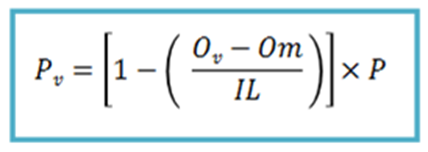 P_v = [1 − ( (O_v − Om) / IL )] × P